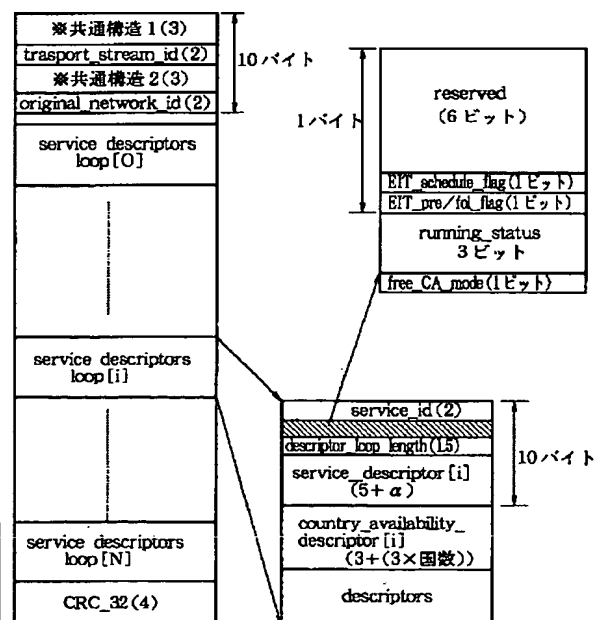 ※共通構造1(3)
trasport_stream_id(2)
※共通構造2(3)
original_network_id(2)
10バイト
service descriptors
loop[0]
service descriptors
loop[i]
service descriptors
loop[N]
CRC_32(4)
1バイト
reserved
(6ビット)
EIT_schedule_flag(1ビット)
EIT_pre/fol_flag(1ビット)
running_status
3ビット
free_CA_mode(1ビット)
service_id(2)
descriptor_loop_length(1.5)
service_descriptor[i]
(5+α)
10バイト
country_availability_
descriptor[i]
(3+(3×国数))
descriptors